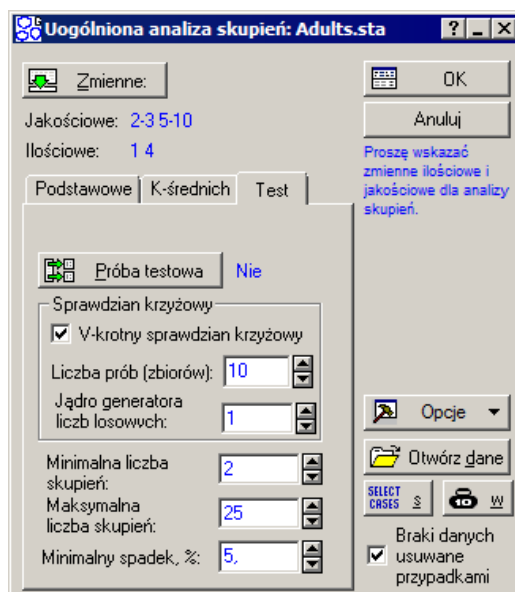 Uogólniona analiza skupień: Adults.sta
Zmienne:
OK
Anuluj
Jakościowe: 2-3 5-10
Ilościowe: 1 4
Proszę wskazać
zmienne ilościowe i
jakościowe dla analizy
skupień.
Podstawowe K-średnich Test
Próba testowa Nie
Sprawdzian krzyżowy
V-krotny sprawdzian krzyżowy
Liczba prób (zbiorów): 10
Jądro generatora
liczb losowych: 1
Minimalna liczba
skupień: 2
Maksymalna
liczba skupień: 25
Minimalny spadek, %: 5,
Opcje
Otwórz dane
SELECT
CASES S W
Braki danych
usuwane
przypadkami